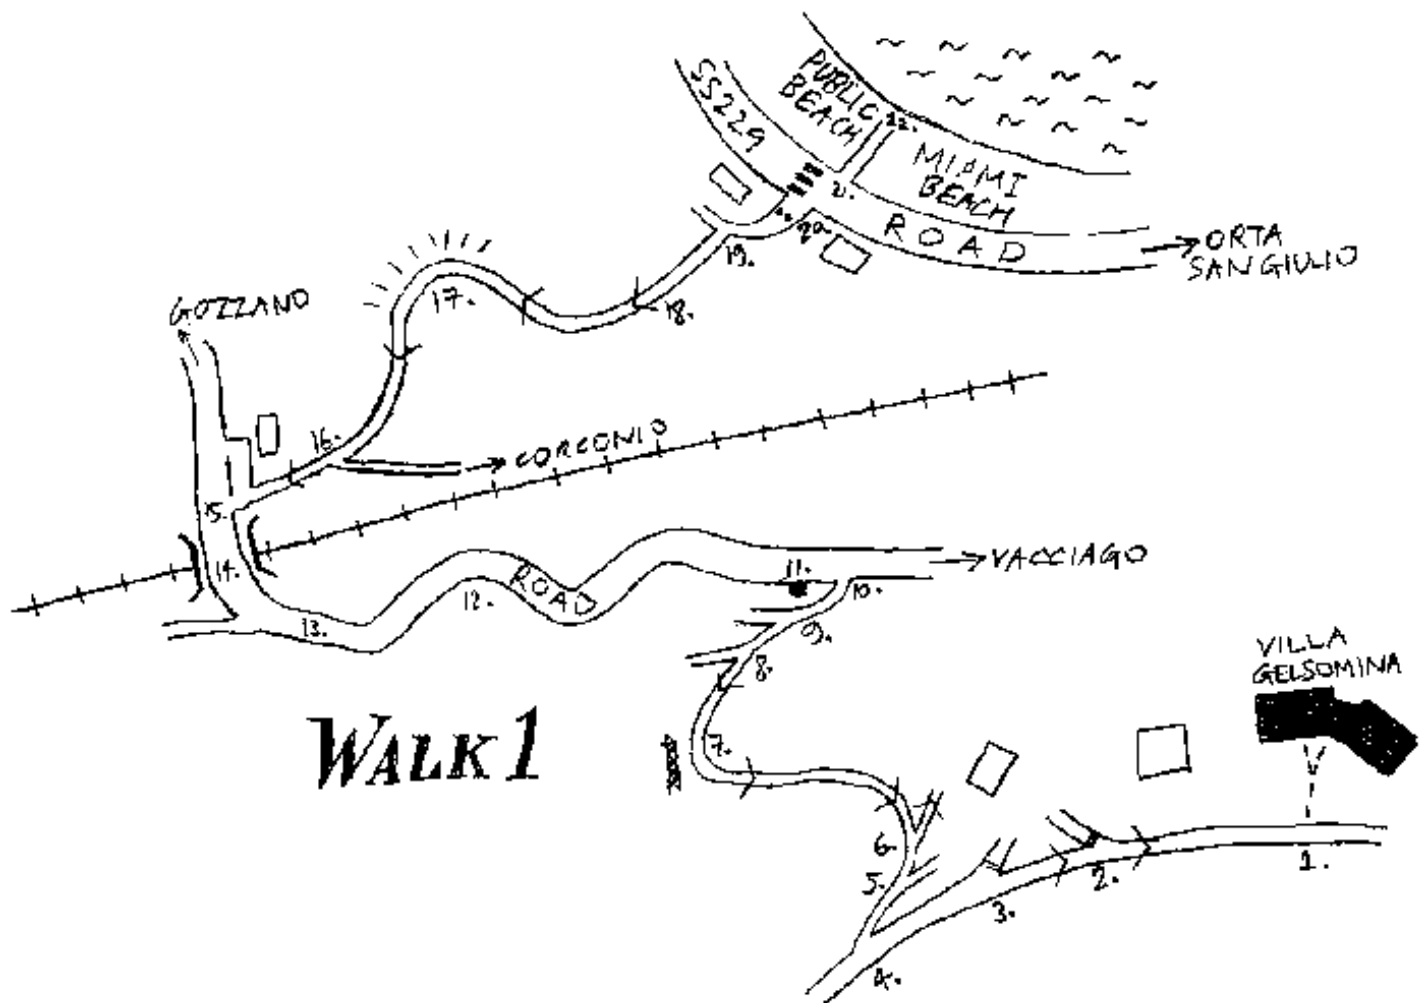 SS229
PUBLIC
BEACH
22.
MIAMI
BEACH
21.
ROAD
20.
19.
ORTA
SAN GIULIO
18.
17.
GOZZANO
16.
CORCONIO
15.
14.
VACCIAGO
13.
12.
ROAD
11.
10.
9.
8.
7.
WALK 1
VILLA
GELSOMINA
6.
5.
4.
3.
2.
1.